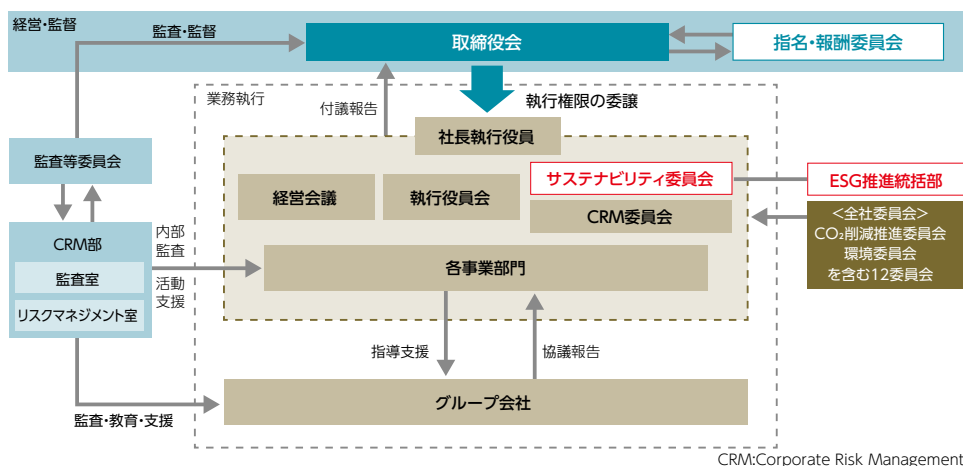 経営・監督
監査・監督
取締役会
指名・報酬委員会
業務執行
付議報告
執行権限の委譲
社長執行役員
監査等委員会
サステナビリティ委員会
ESG推進統括部
経営会議
執行役員会
CRM委員会
<全社委員会>
CO₂削減推進委員会
環境委員会
を含む12委員会
CRM部
監査室
リスクマネジメント室
内部
監査
活動
支援
各事業部門
指導支援
協議報告
グループ会社
監査・教育・支援
CRM:Corporate Risk Management